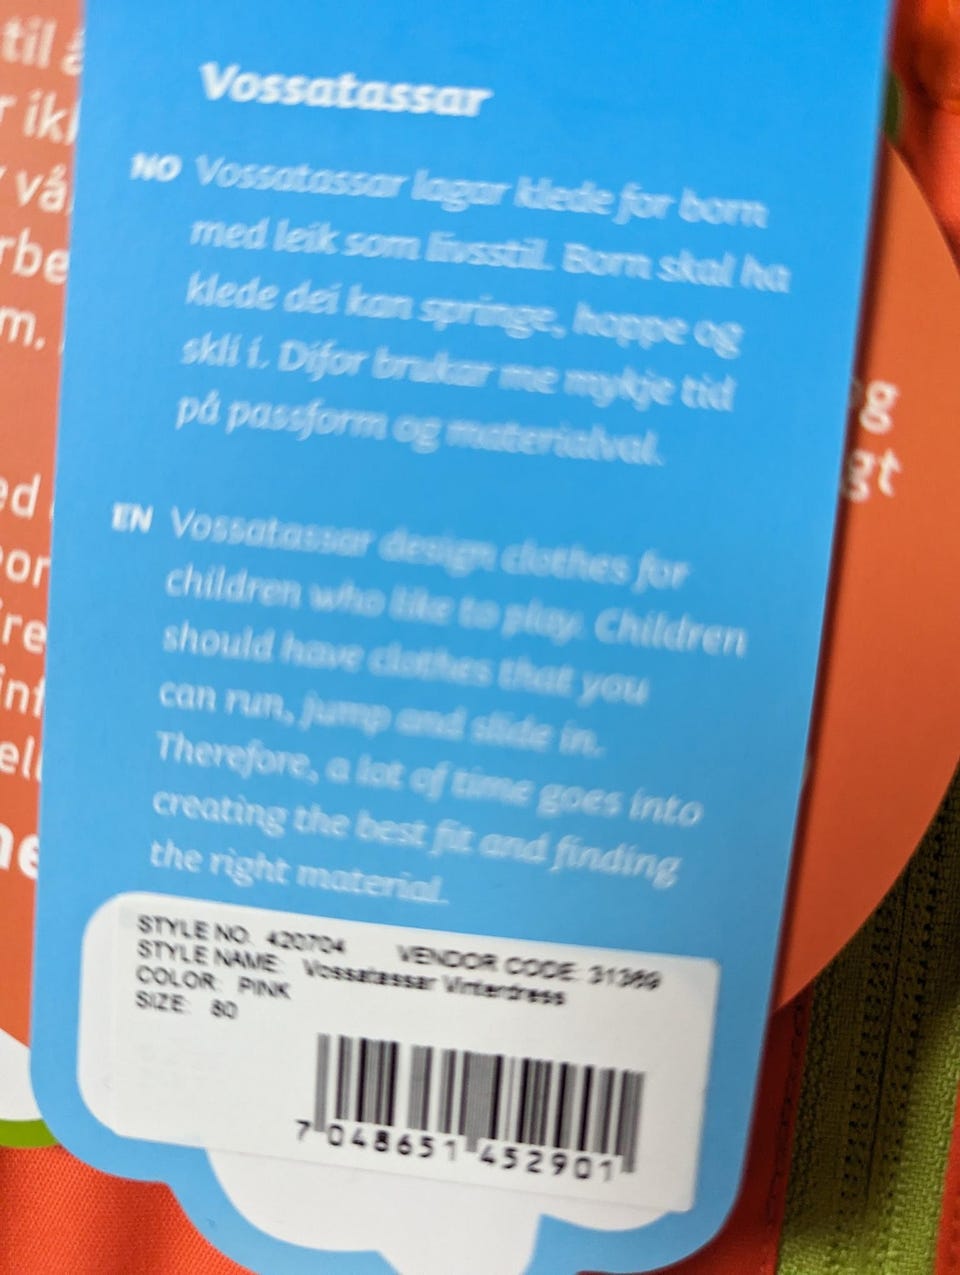 Vossatassar
NO Vossatassar lagar klede for born
med leik som livsstil. Born skal ha
klede dei kan springe, hoppe og
skli i. Difor brukar me mykje tid
på passform og materialval.
EN Vossatassar design clothes for
children who like to play. Children
should have clothes that you
can run, jump and slide in.
Therefore, a lot of time goes into
creating the best fit and finding
the right material.
STYLE NO. 420704 VENDOR CODE: 31369
STYLE NAME: Vossatassar Vinterdress
COLOR: PINK
SIZE: 80
7 048651 452901
til